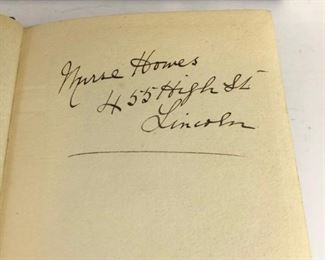 Nurse Howes
455 High St
Lincoln